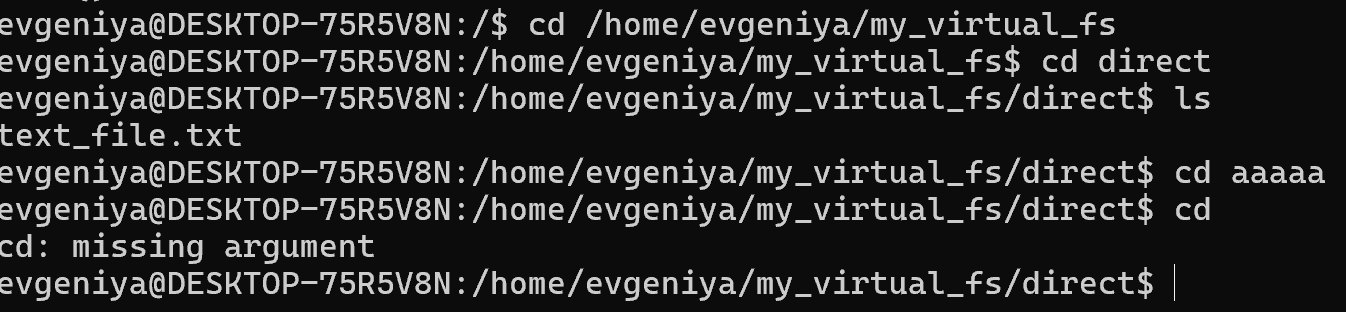 evgeniya@DESKTOP-75R5V8N:/$ cd /home/evgeniya/my_virtual_fs
evgeniya@DESKTOP-75R5V8N:/home/evgeniya/my_virtual_fs$ cd direct
evgeniya@DESKTOP-75R5V8N:/home/evgeniya/my_virtual_fs/direct$ ls
text_file.txt
evgeniya@DESKTOP-75R5V8N:/home/evgeniya/my_virtual_fs/direct$ cd aaaaa
evgeniya@DESKTOP-75R5V8N:/home/evgeniya/my_virtual_fs/direct$ cd
cd: missing argument
evgeniya@DESKTOP-75R5V8N:/home/evgeniya/my_virtual_fs/direct$